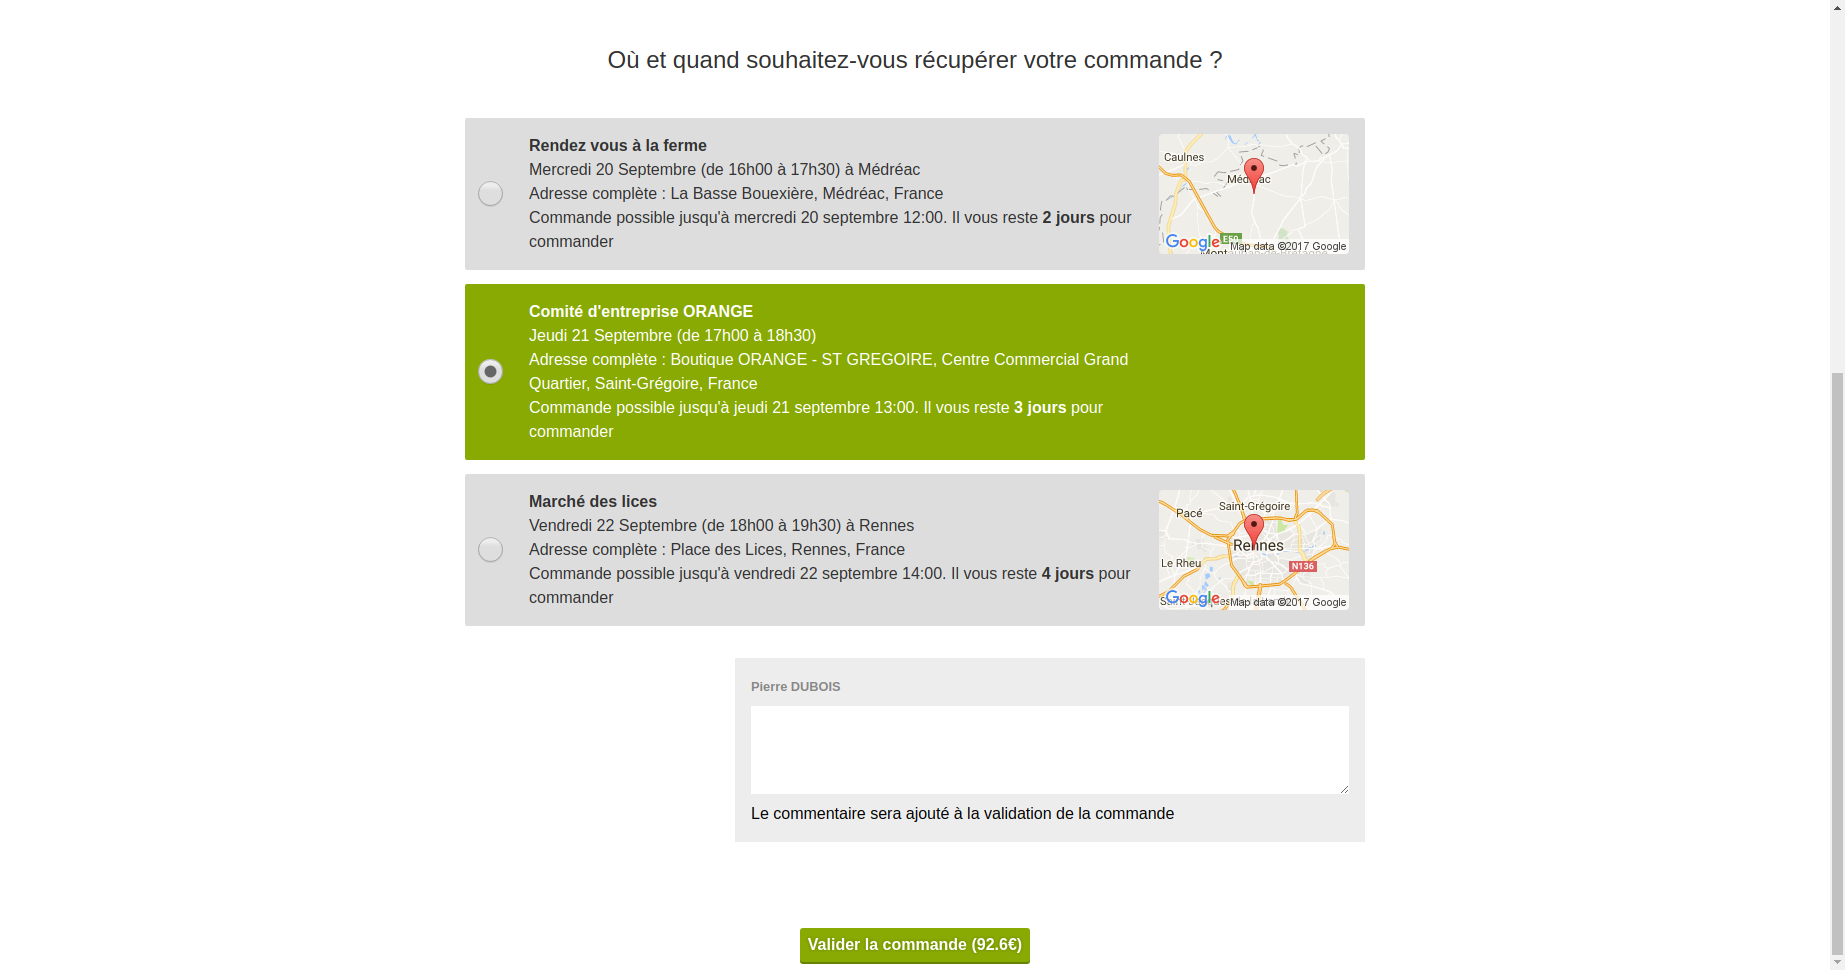 Où et quand souhaitez-vous récupérer votre commande ?
Rendez vous à la ferme
Mercredi 20 Septembre (de 16h00 à 17h30) à Médréac
Adresse complète : La Basse Bouexière, Médréac, France
Commande possible jusqu'à mercredi 20 septembre 12:00. Il vous reste 2 jours pour
commander
Caulnes
Google
Map data ©2017 Google
Comité d'entreprise ORANGE
Jeudi 21 Septembre (de 17h00 à 18h30)
Adresse complète : Boutique ORANGE - ST GREGOIRE, Centre Commercial Grand
Quartier, Saint-Grégoire, France
Commande possible jusqu'à jeudi 21 septembre 13:00. Il vous reste 3 jours pour
commander
Marché des lices
Vendredi 22 Septembre (de 18h00 à 19h30) à Rennes
Adresse complète : Place des Lices, Rennes, France
Commande possible jusqu'à vendredi 22 septembre 14:00. Il vous reste 4 jours pour
commander
Saint-Grégoire
Pacé
Rennes
Le Rheu
N136
Google
Map data ©2017 Google
Pierre DUBOIS
Le commentaire sera ajouté à la validation de la commande
Valider la commande (92.6€)